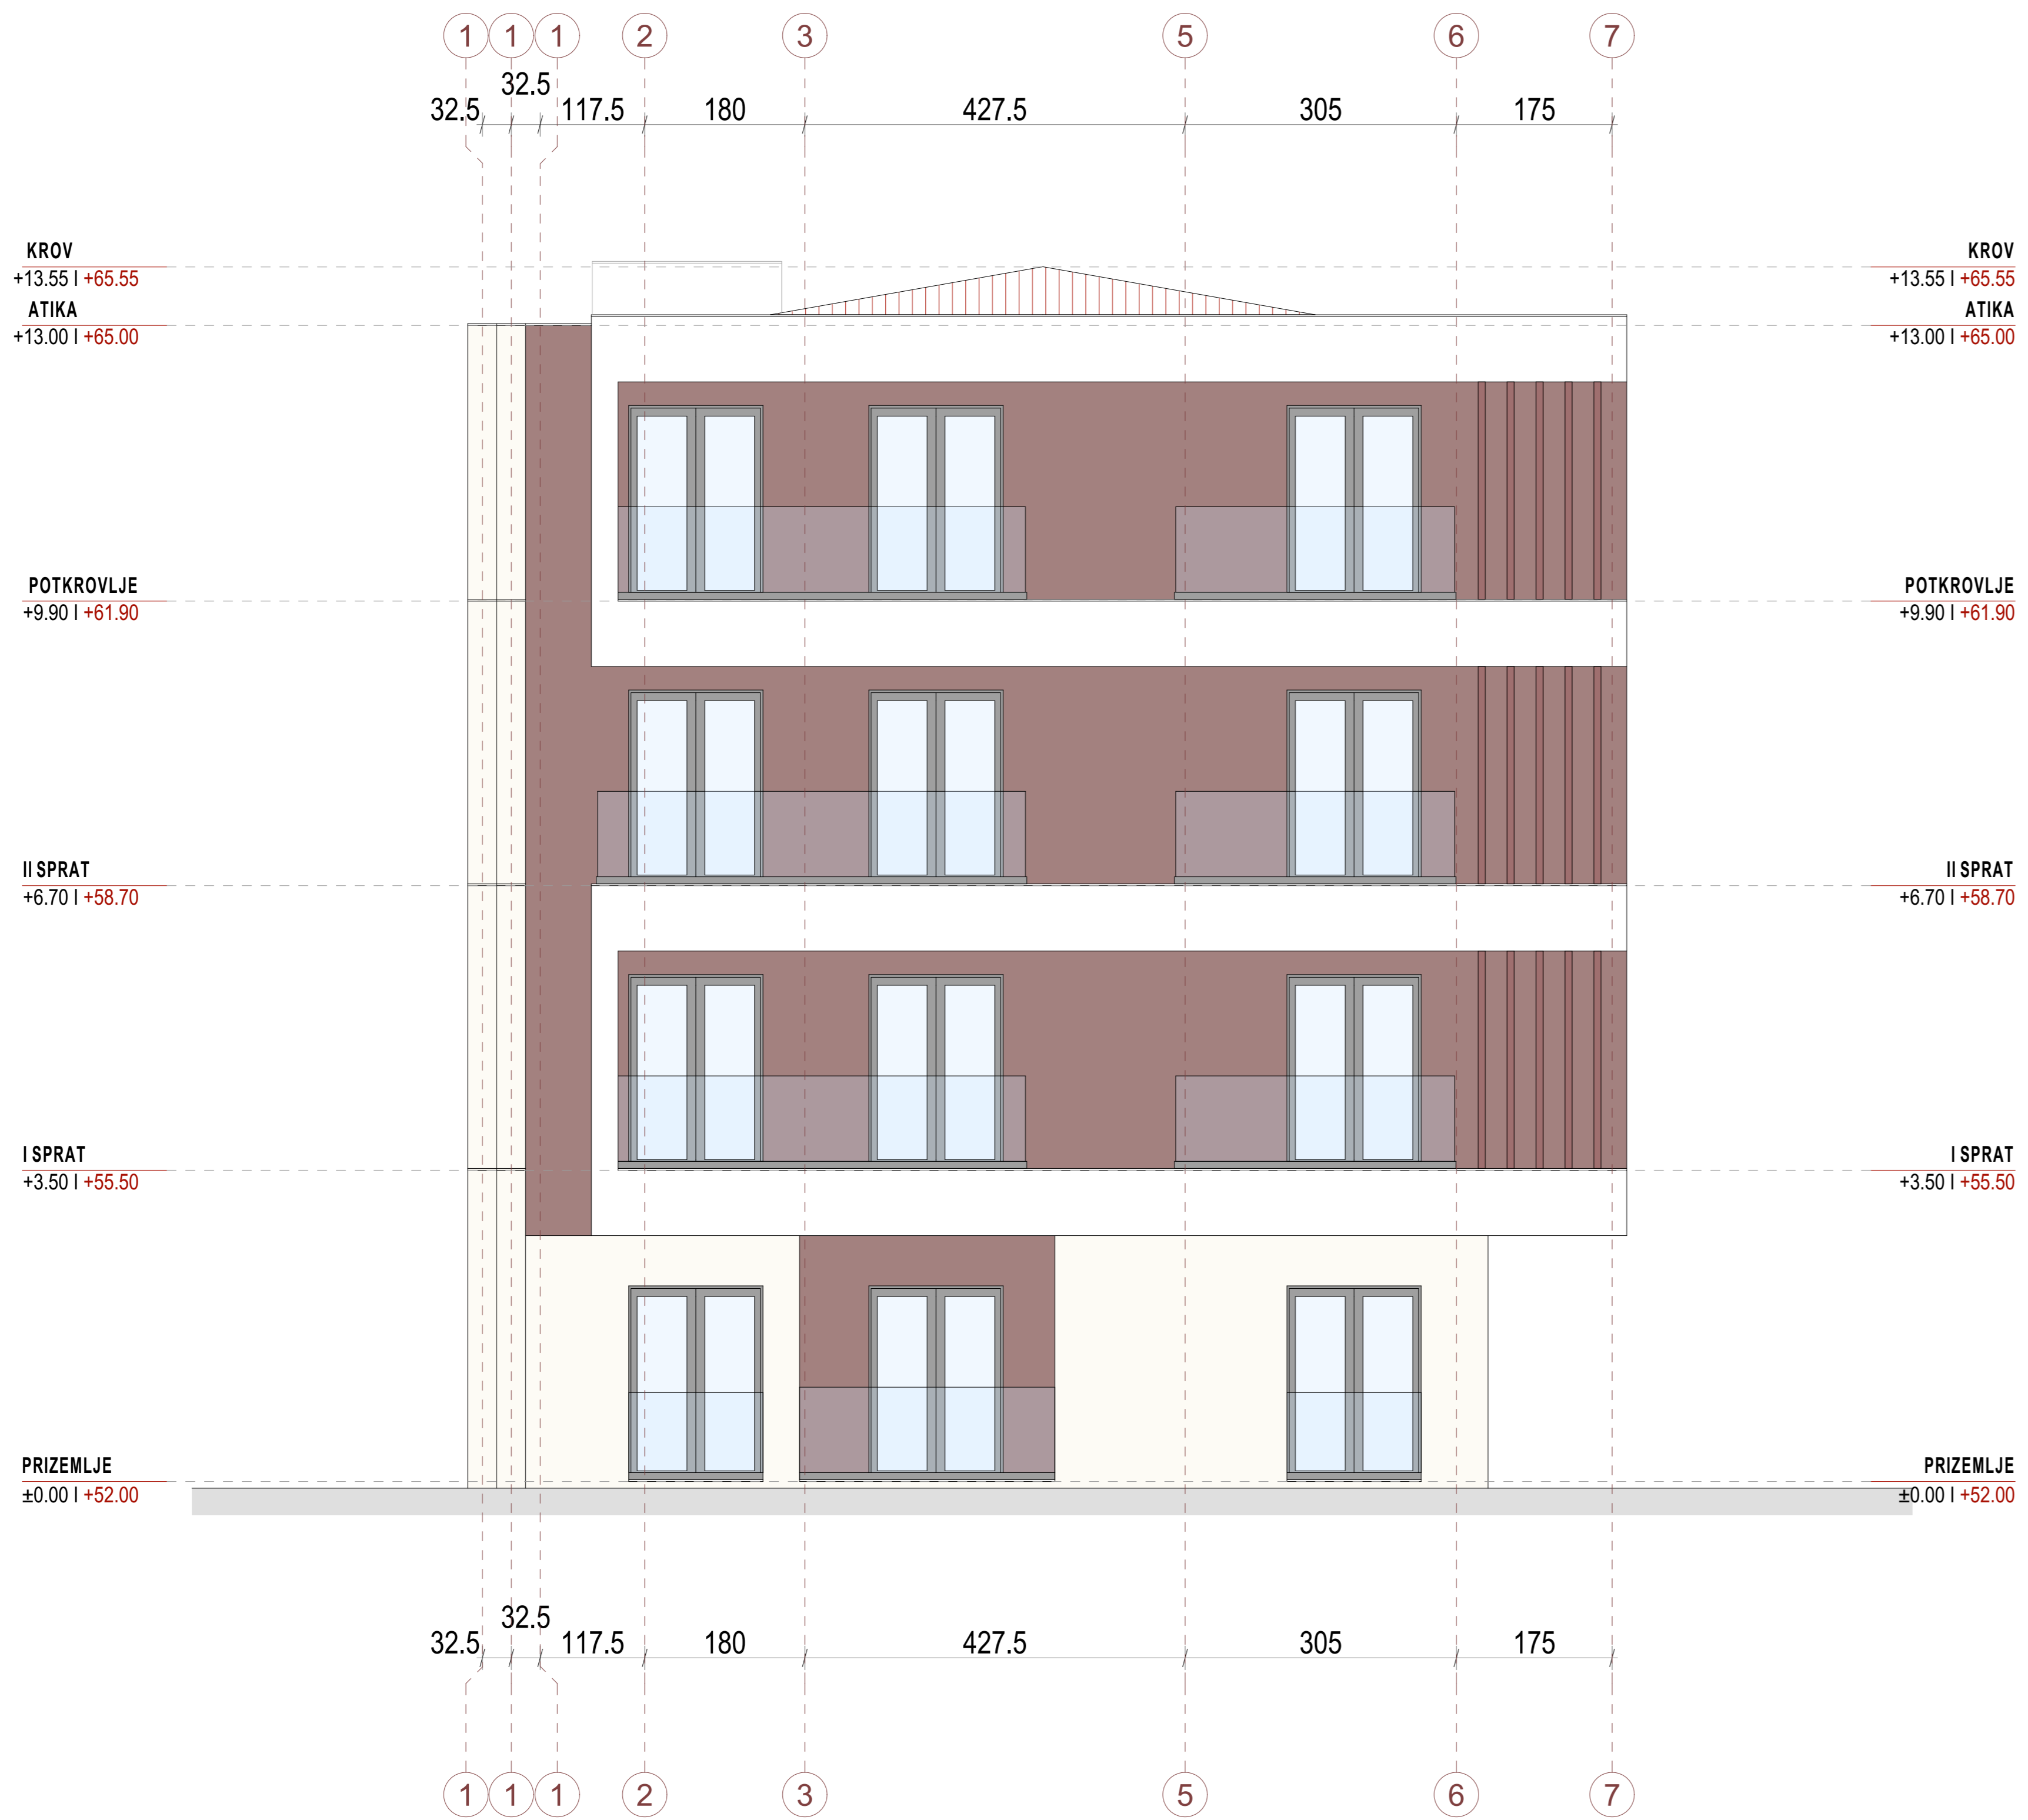 1 1 1 2 3 5 6 7
32.5
32.5 117.5 180 427.5 305 175
KROV KROV
+13.55 I +65.55 +13.55 I +65.55
ATIKA ATIKA
+13.00 I +65.00 +13.00 I +65.00
POTKROVLJE POTKROVLJE
+9.90 I +61.90 +9.90 I +61.90
II SPRAT II SPRAT
+6.70 I +58.70 +6.70 I +58.70
I SPRAT I SPRAT
+3.50 I +55.50 +3.50 I +55.50
PRIZEMLJE PRIZEMLJE
±0.00 I +52.00 ±0.00 I +52.00
32.5
32.5 117.5 180 427.5 305 175
1 1 1 2 3 5 6 7